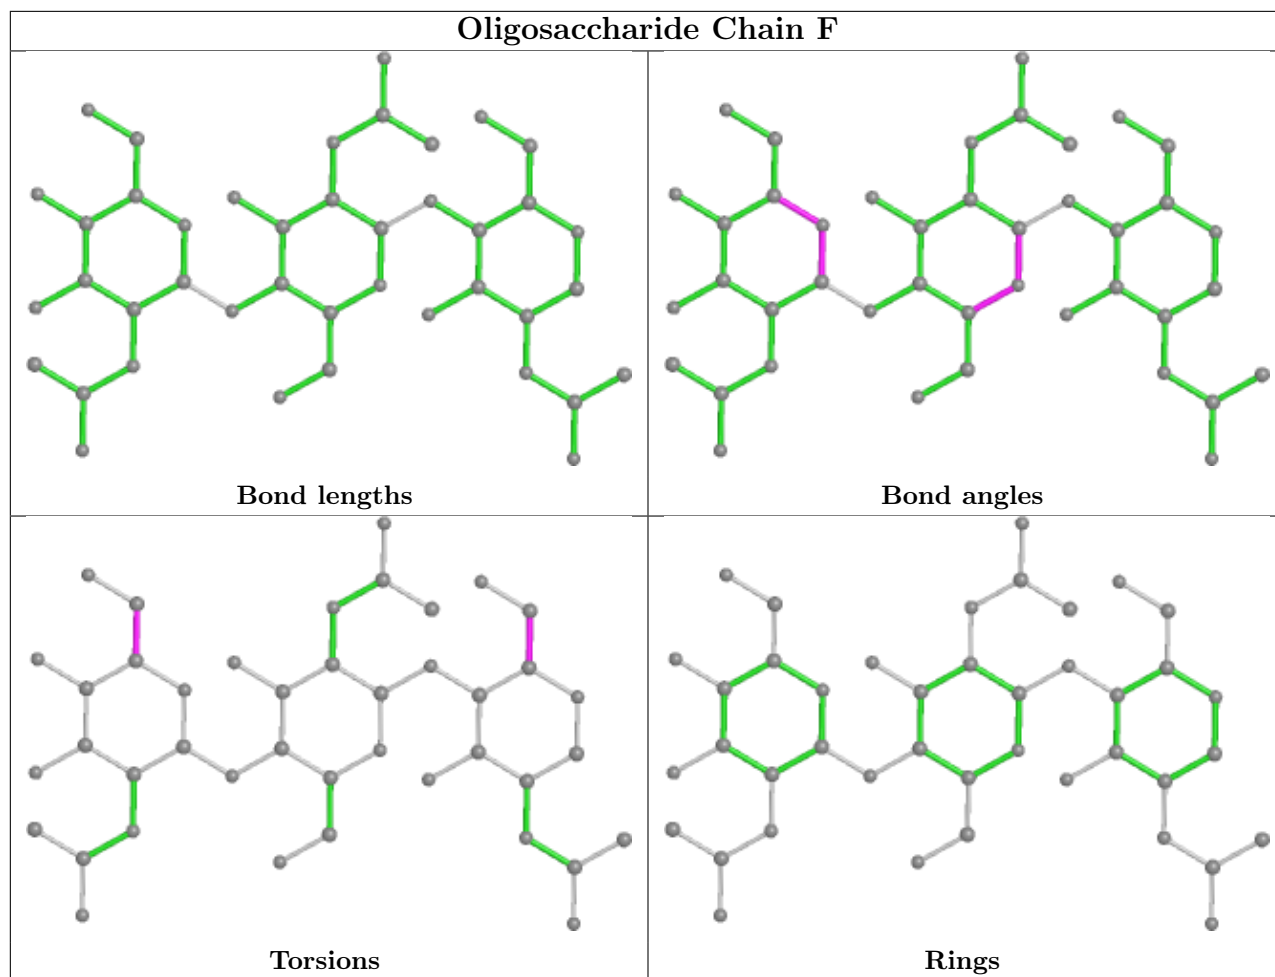 Oligosaccharide Chain F
Bond lengths
Bond angles
Torsions
Rings